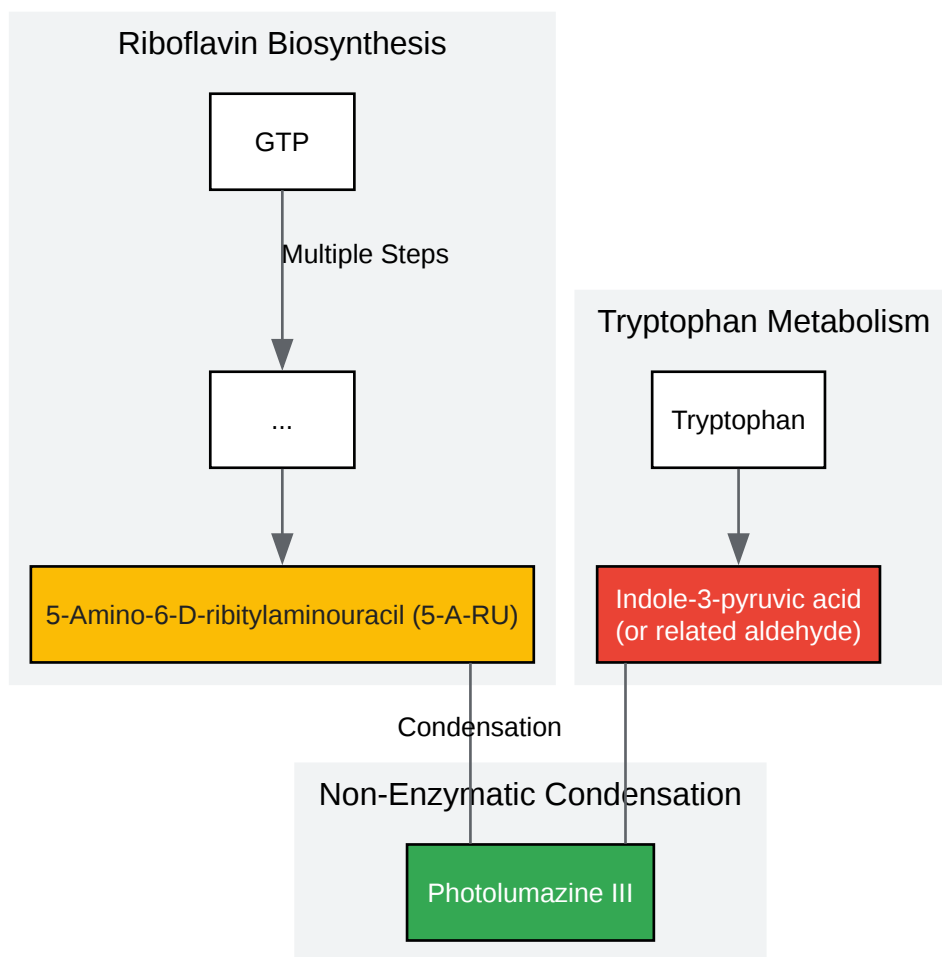 Riboflavin Biosynthesis
GTP
Multiple Steps
...
5-Amino-6-D-ribitylaminouracil (5-A-RU)
Tryptophan Metabolism
Tryptophan
Indole-3-pyruvic acid
(or related aldehyde)
Condensation
Non-Enzymatic Condensation
Photolumazine III